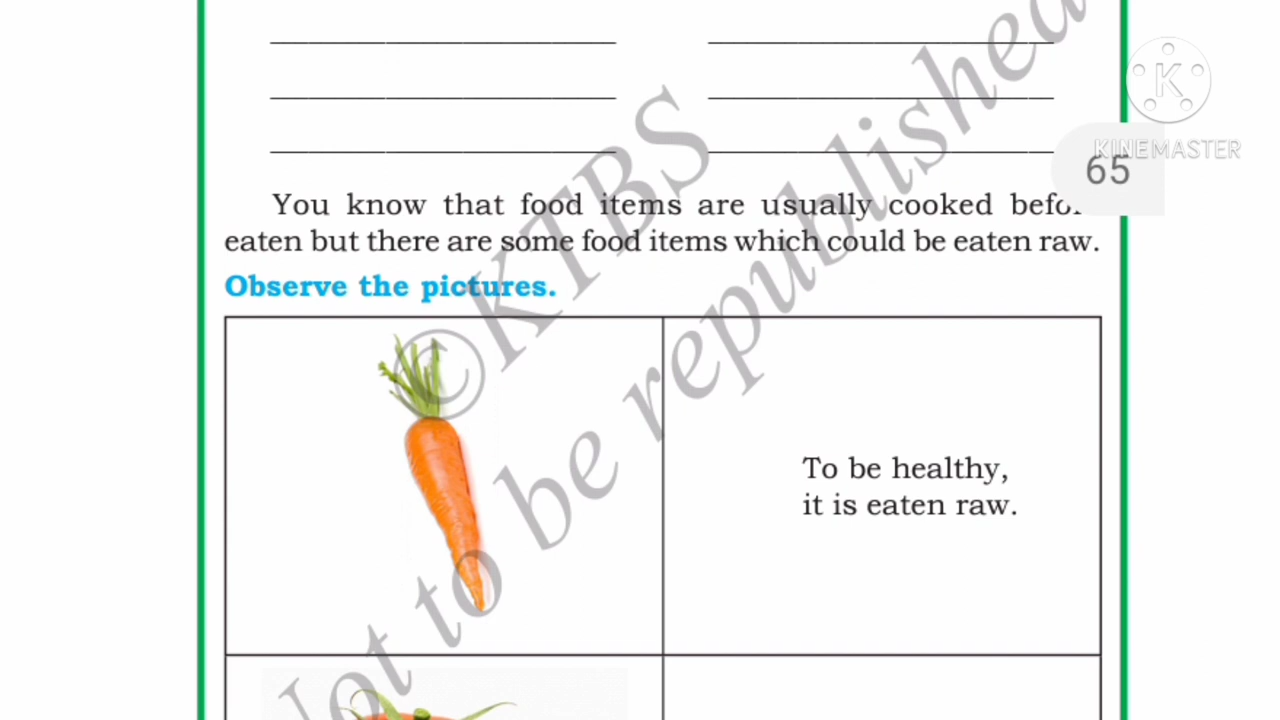 KINEMASTER
65
You know that food items are usually cooked
eaten but there are some food items which could be eaten raw.
Observe the pictures.
©KTBS
Not to be republished
To be healthy,
it is eaten raw.